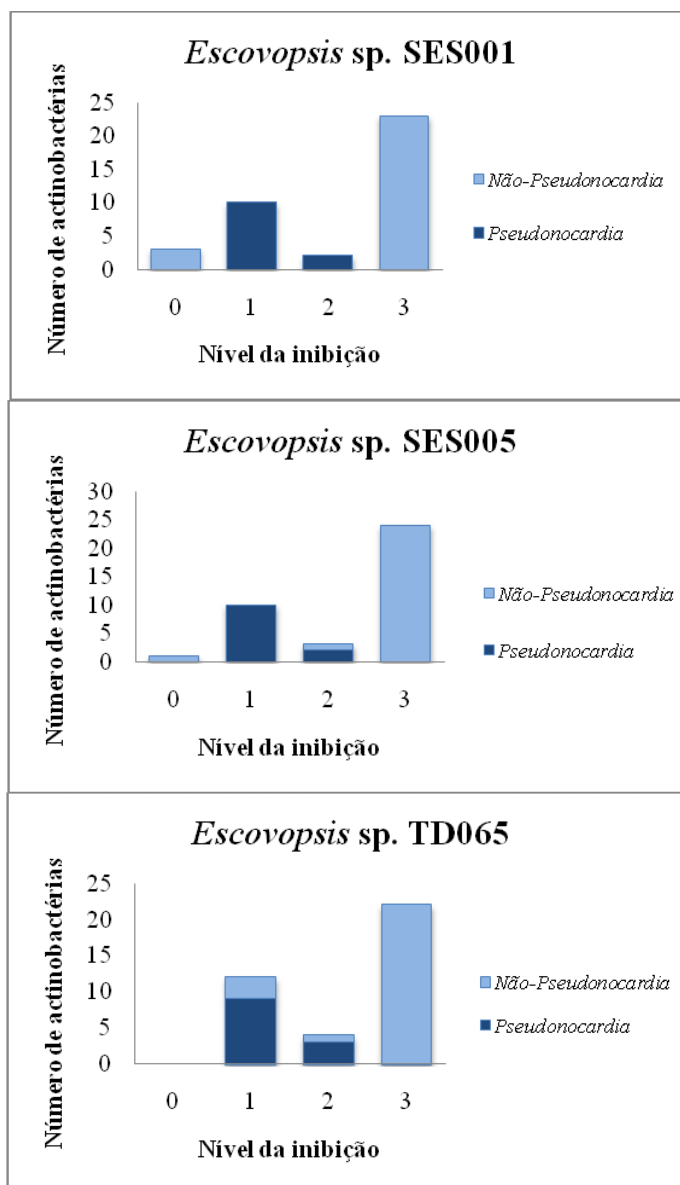 Escovopsis sp. SES001
Número de actinobactérias
25
20
15
10
5
0
0 1 2 3
Nível da inibição
Não-Pseudonocardia
Pseudonocardia
Escovopsis sp. SES005
Número de actinobactérias
30
25
20
15
10
5
0
0 1 2 3
Nível da inibição
Não-Pseudonocardia
Pseudonocardia
Escovopsis sp. TD065
Número de actinobactérias
25
20
15
10
5
0
0 1 2 3
Nível da inibição
Não-Pseudonocardia
Pseudonocardia